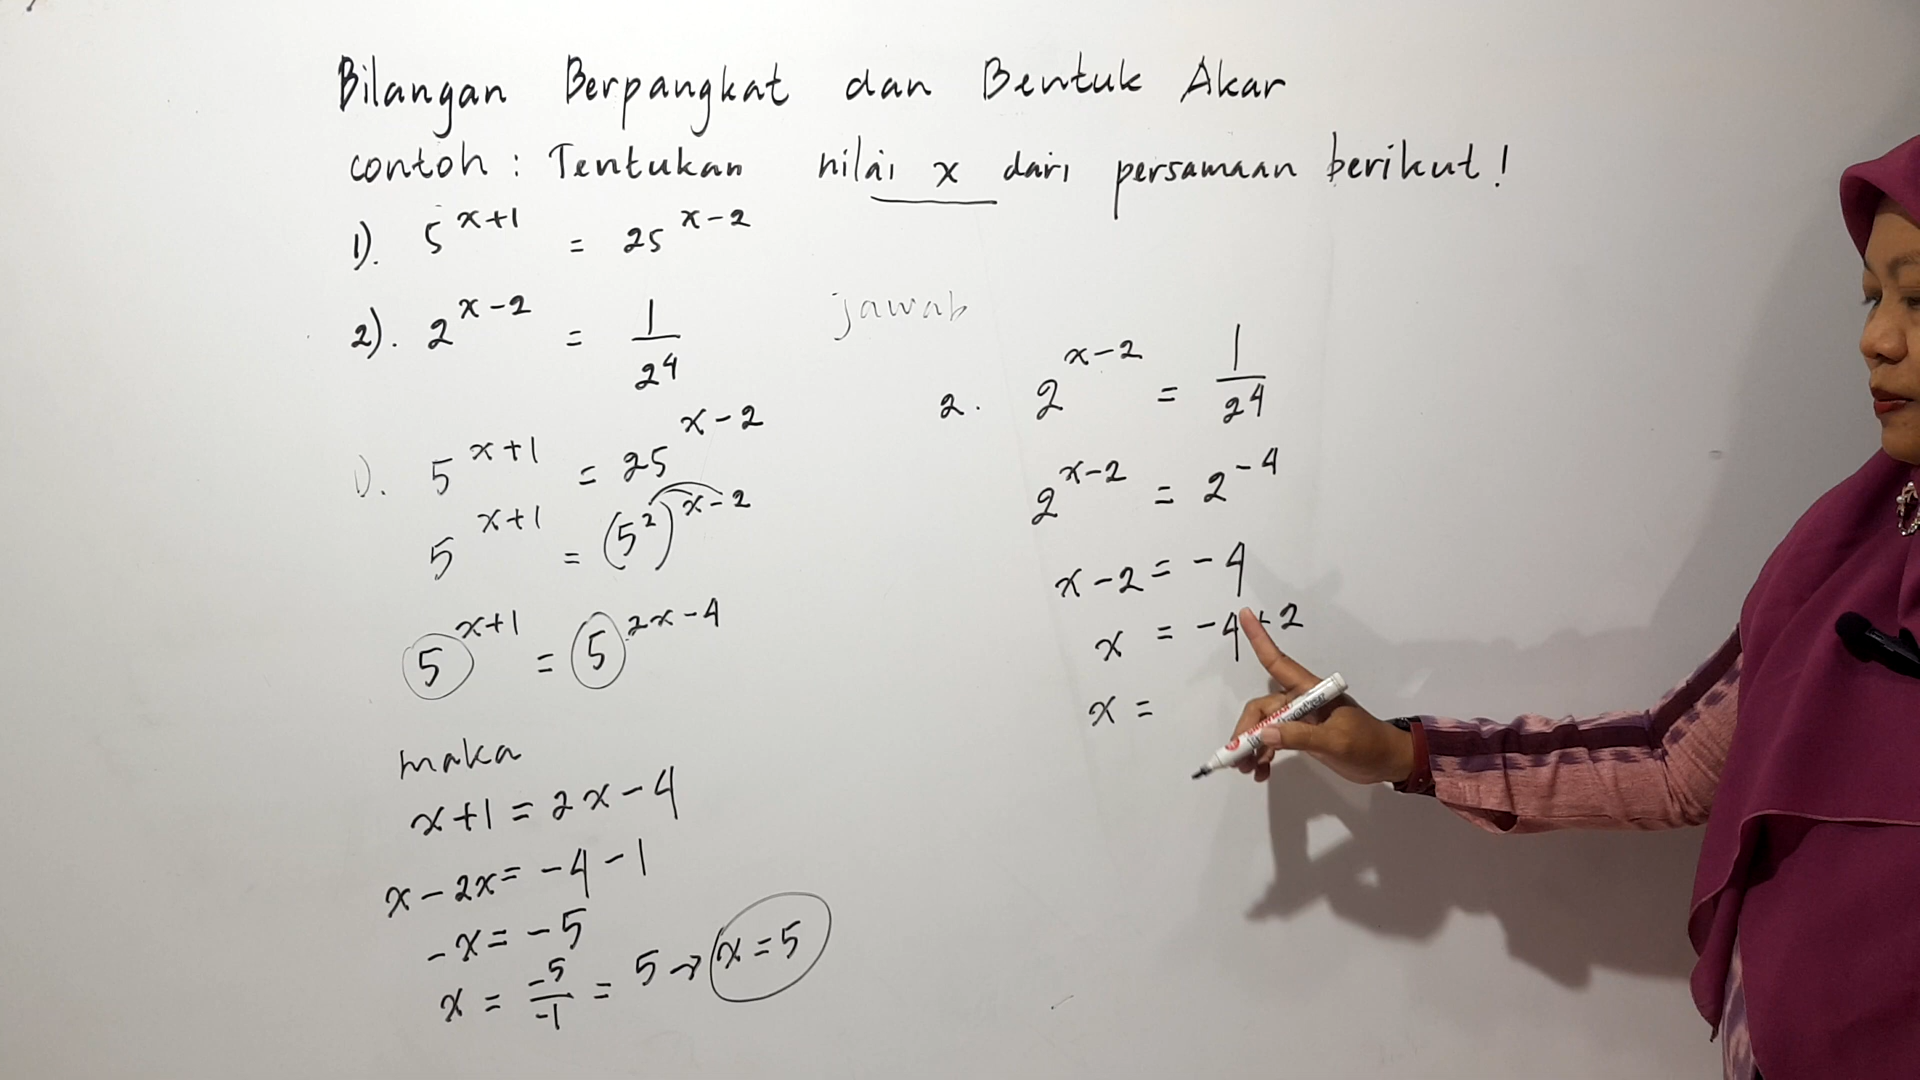 Bilangan Berpangkat dan Bentuk Akar
contoh : Tentukan nilai x dari persamaan berikut !
1). 5^{x+1} = 25^{x-2}
2). 2^{x-2} = \frac{1}{2^4}
jawab
1). 5^{x+1} = 25^{x-2}
5^{x+1} = (5^2)^{x-2}
5^{x+1} = 5^{2x-4}
maka
x+1 = 2x-4
x-2x = -4-1
-x = -5
x = \frac{-5}{-1} = 5 → x = 5
2. 2^{x-2} = \frac{1}{2^4}
2^{x-2} = 2^{-4}
x-2 = -4
x = -4+2
x =